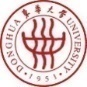 東華大學
DONGHUA UNIVERSITY
·1951·